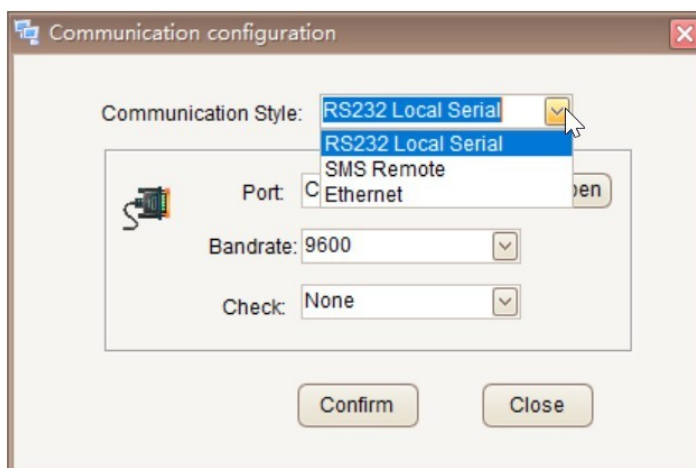 Communication configuration
Communication Style: RS232 Local Serial
RS232 Local Serial
SMS Remote
Ethernet
Port:
Bandrate: 9600
Check: None
Confirm Close